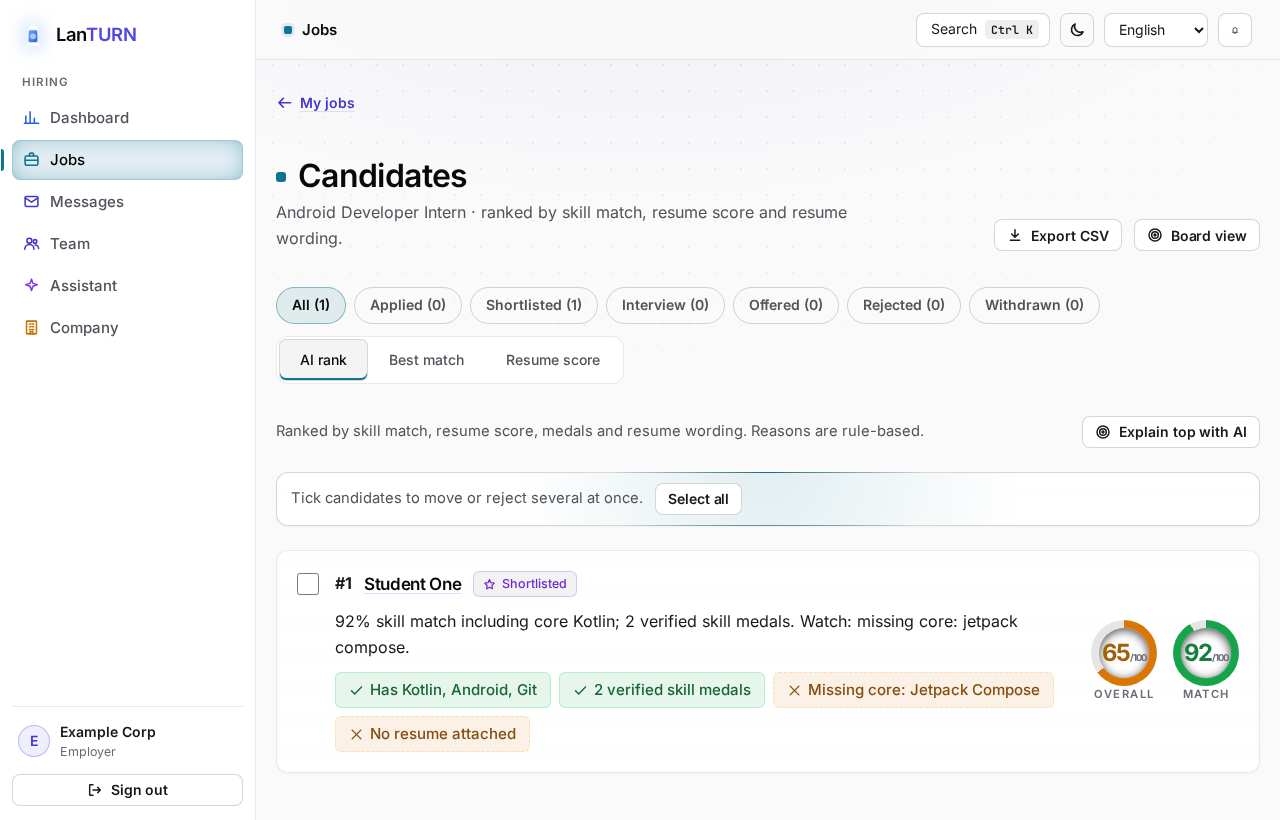 LanTURN
HIRING
Dashboard
Jobs
Messages
Team
Assistant
Company
Example Corp
E
Employer
Sign out
Jobs
Search Ctrl K
English
My jobs
Candidates
Android Developer Intern · ranked by skill match, resume score and resume
wording.
Export CSV
Board view
All (1)
Applied (0)
Shortlisted (1)
Interview (0)
Offered (0)
Rejected (0)
Withdrawn (0)
AI rank
Best match
Resume score
Ranked by skill match, resume score, medals and resume wording. Reasons are rule-based.
Explain top with AI
Tick candidates to move or reject several at once.
Select all
#1 Student One
Shortlisted
92% skill match including core Kotlin; 2 verified skill medals. Watch: missing core: jetpack
compose.
Has Kotlin, Android, Git
2 verified skill medals
Missing core: Jetpack Compose
No resume attached
65/100
OVERALL
92/100
MATCH